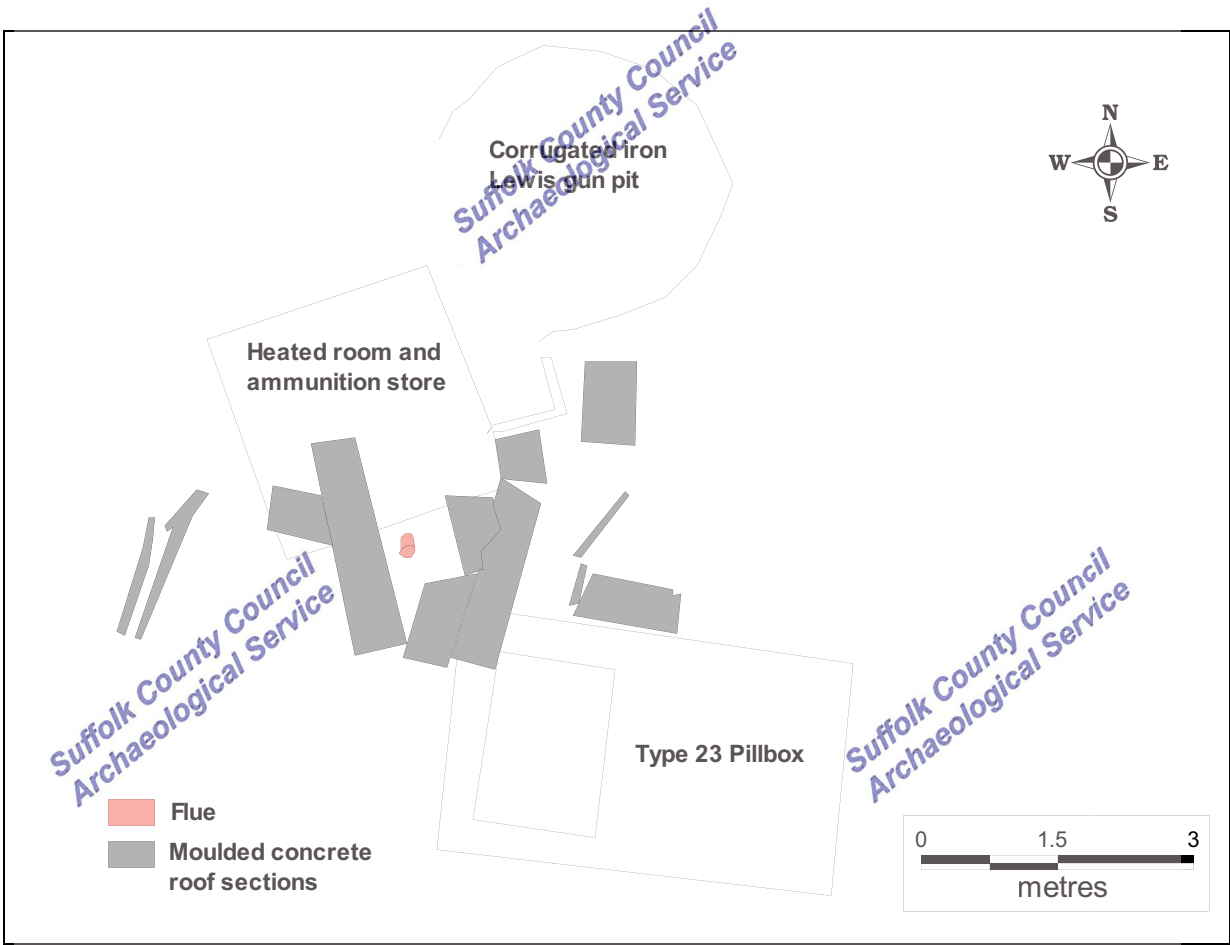 Suffolk County Council
Archaeological Service
Corrugated iron
Lewis gun pit
N
W E
S
Heated room and
ammunition store
Suffolk County Council
Archaeological Service
Suffolk County Council
Archaeological Service
Type 23 Pillbox
Flue
Moulded concrete
roof sections
0 1.5 3
metres